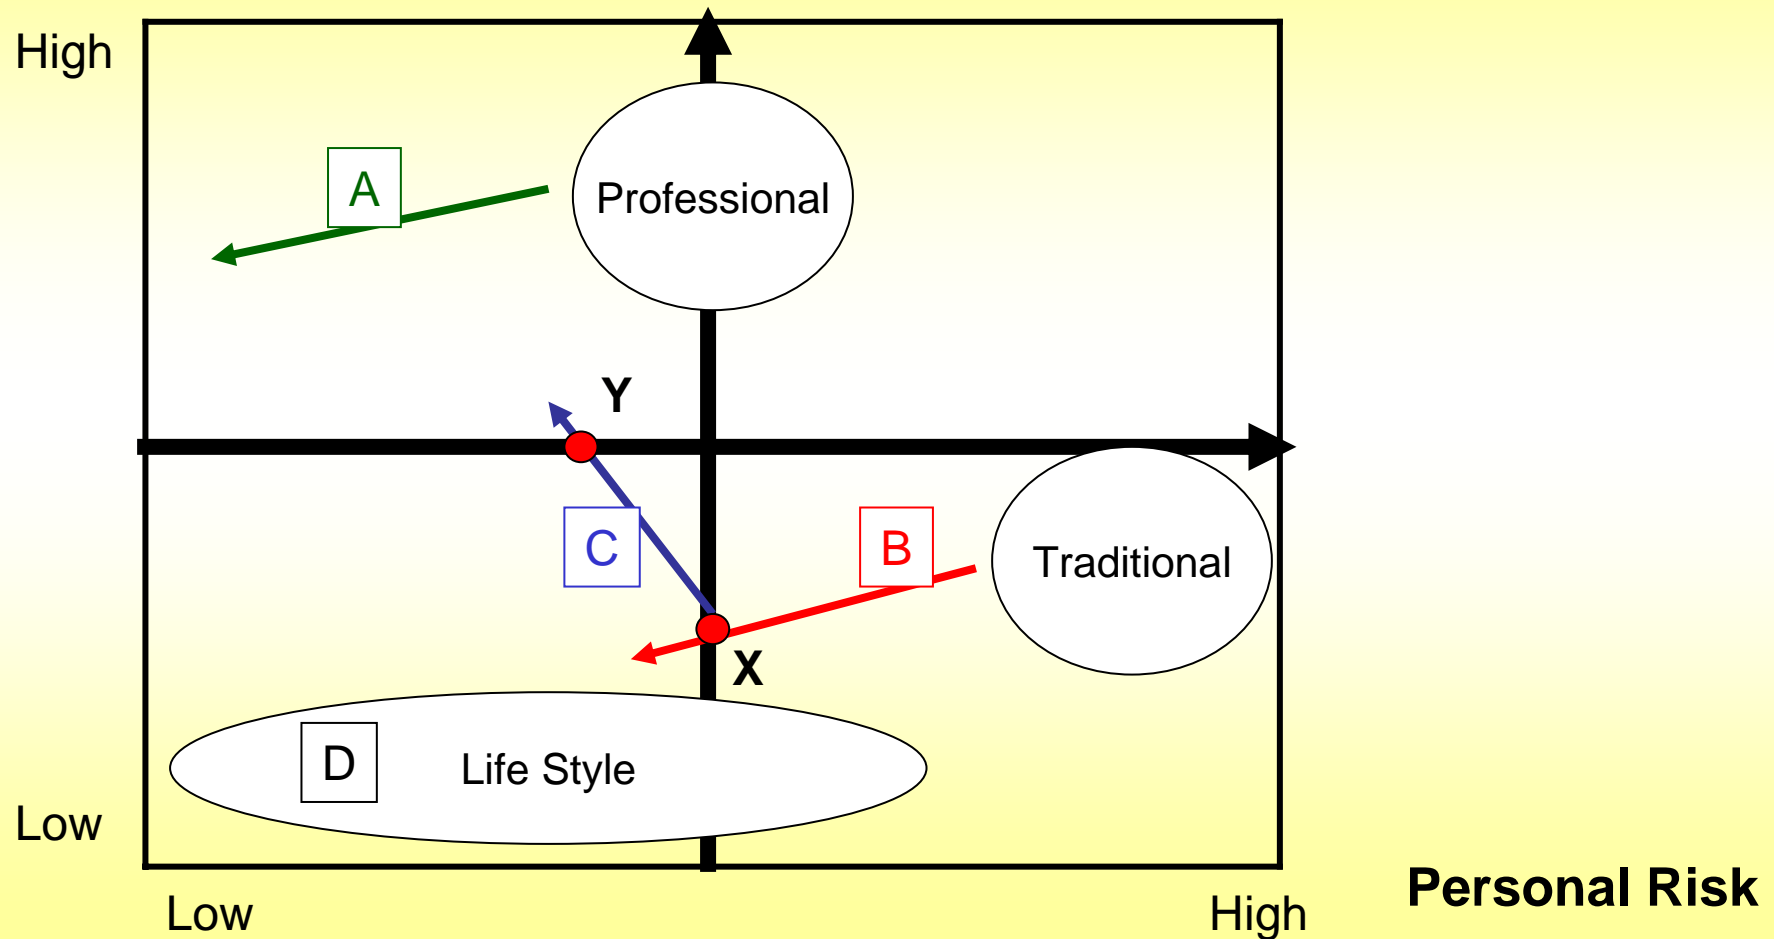 High
A
Professional
Y
C
B
Traditional
X
D
Life Style
Low
Low
High
Personal Risk